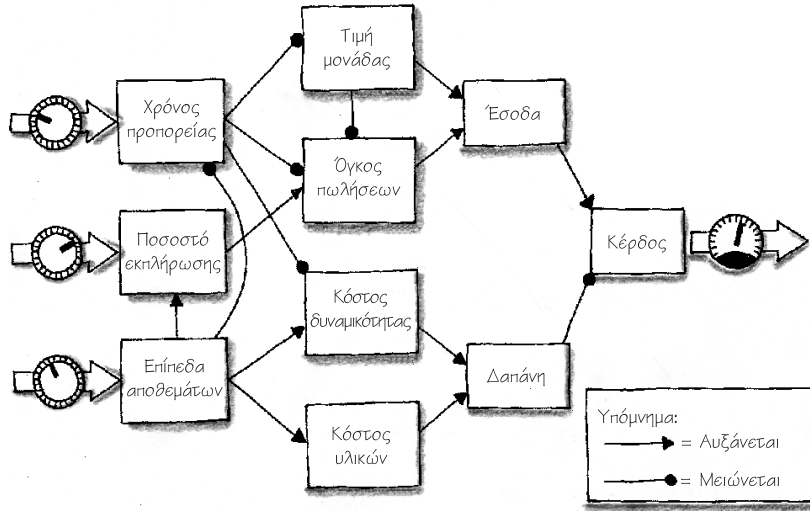 Τιμή
μονάδας
Χρόνος
προπορείας
Έσοδα
Όγκος
πωλήσεων
Ποσοστό
εκπλήρωσης
Κέρδος
Κόστος
δυναμικότητας
Επίπεδα
αποθεμάτων
Δαπάνη
Κόστος
υλικών
Υπόμνημα:
= Αυξάνεται
= Μειώνεται